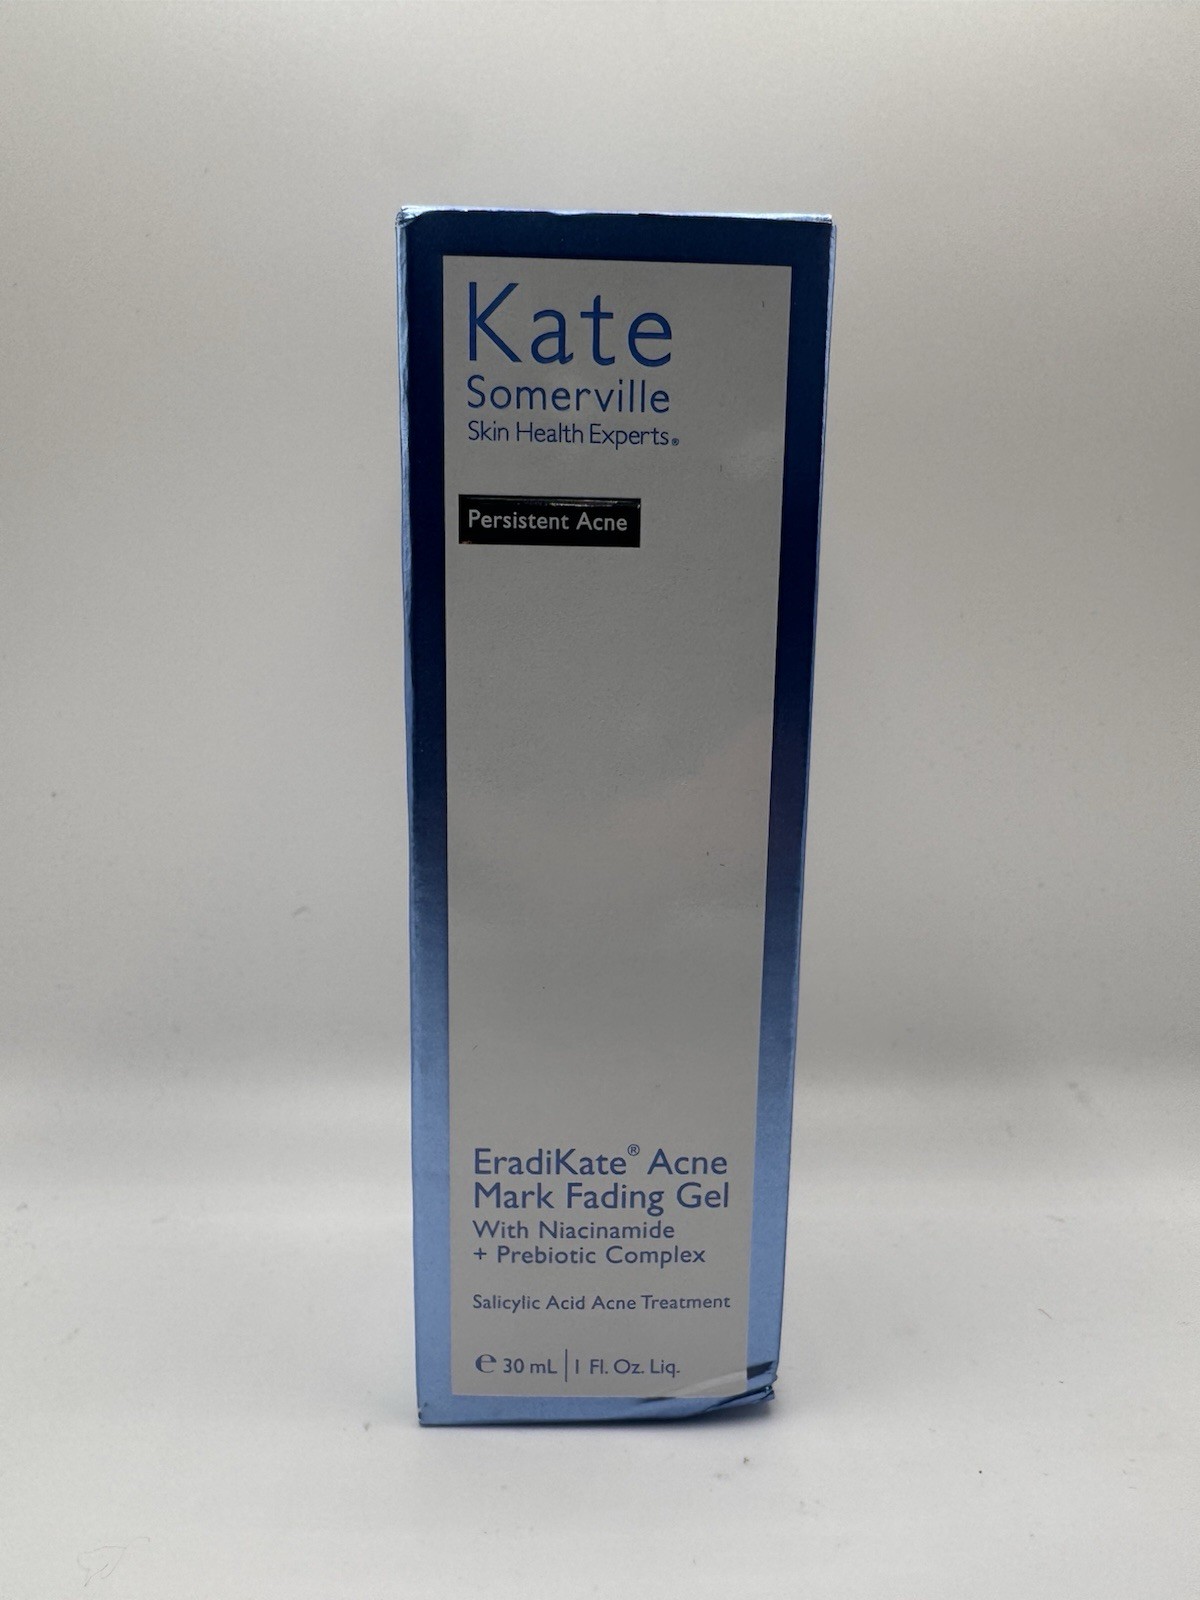 Kate
Somerville
Skin Health Experts®
Persistent Acne
EradiKate® Acne
Mark Fading Gel
With Niacinamide
+ Prebiotic Complex
Salicylic Acid Acne Treatment
℮ 30 mL | 1 Fl. Oz. Liq.